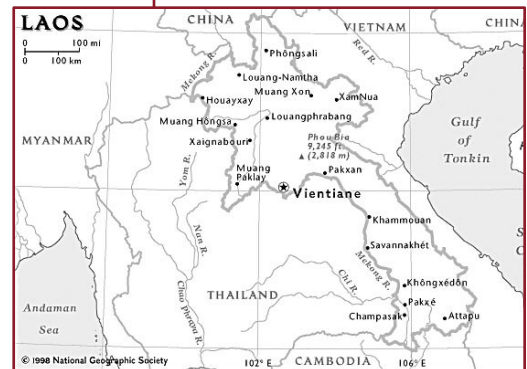 LAOS
CHINA
VIETNAM
CHINA
0 100 mi
0 100 km
Phôngsali
Red R.
Mekong R.
Louang-Namtha
Muang Xon
XamNua
Houayxay
Louangphrabang
Muang Hôngsa
Gulf
of
Tonkin
MYANMAR
Xaignabouri
Phou Bia
9,245 ft.
(2,818 m)
Muang
Paklay
Pakxan
Yom R.
Vientiane
Nan R.
Khammouan
Savannakhét
Mekong R.
Chi R.
Khôngxédôn
THAILAND
Chao Phraya R.
Pakxé
Andaman
Sea
Champasak
Attapu
© 1998 National Geographic Society
102°E
CAMBODIA
106°E